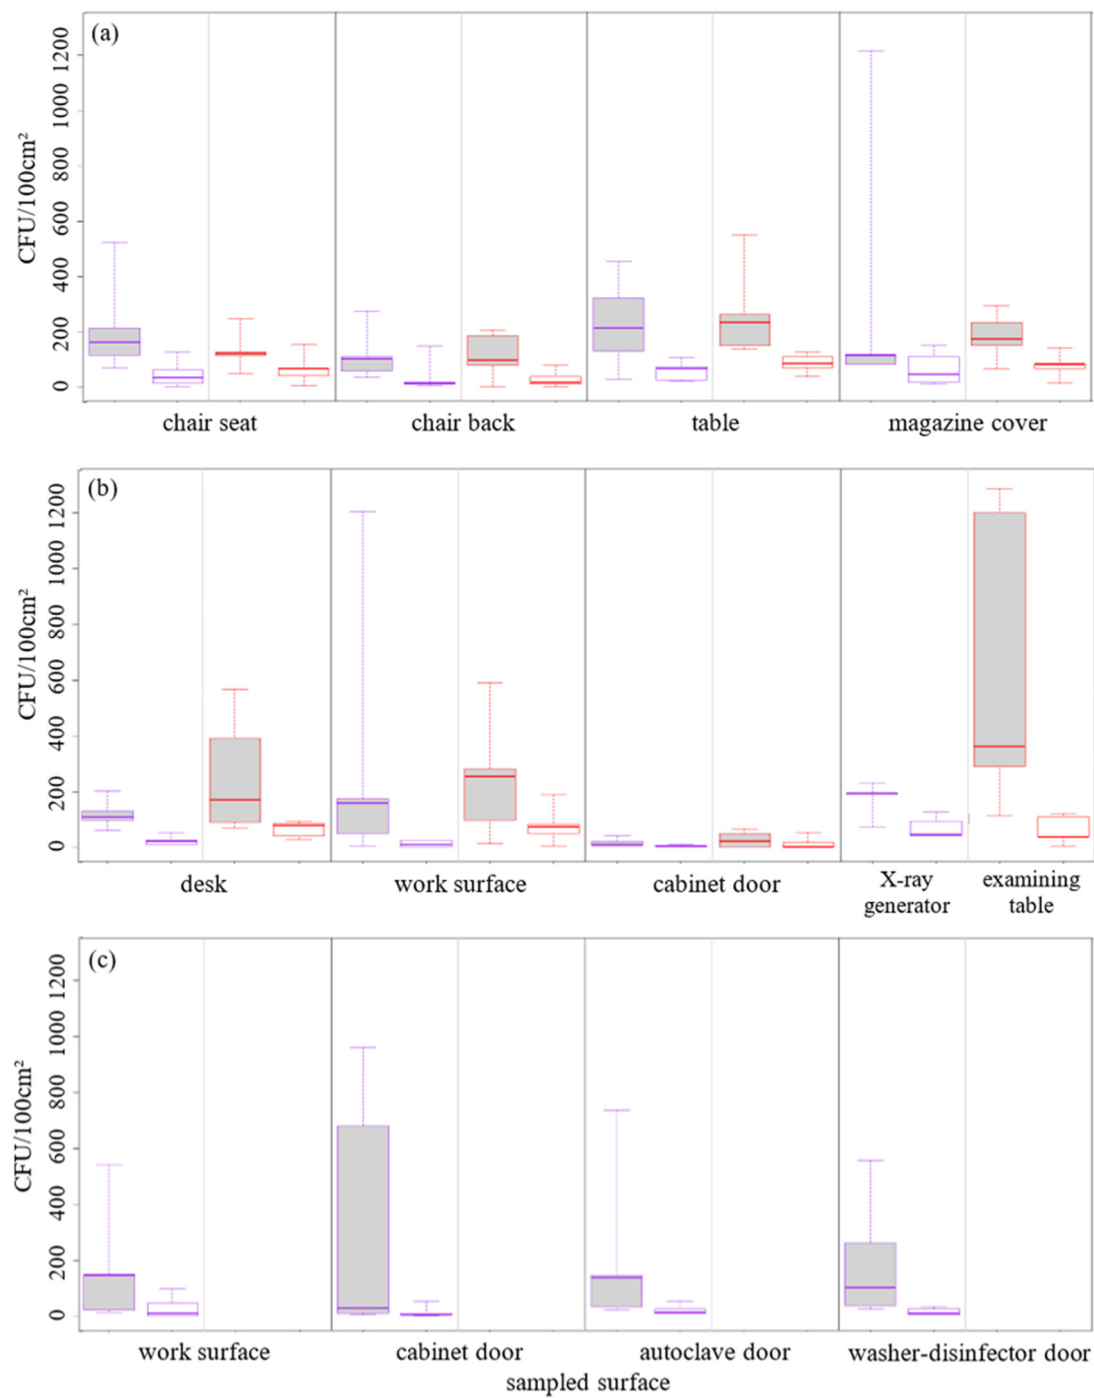 (a)
1200
1000
800
600
400
200
0
CFU/100cm²
chair seat chair back table magazine cover
(b)
1200
1000
800
600
400
200
0
CFU/100cm²
desk work surface cabinet door X-ray generator examining table
(c)
1200
1000
800
600
400
200
0
CFU/100cm²
work surface cabinet door autoclave door washer-disinfector door
sampled surface